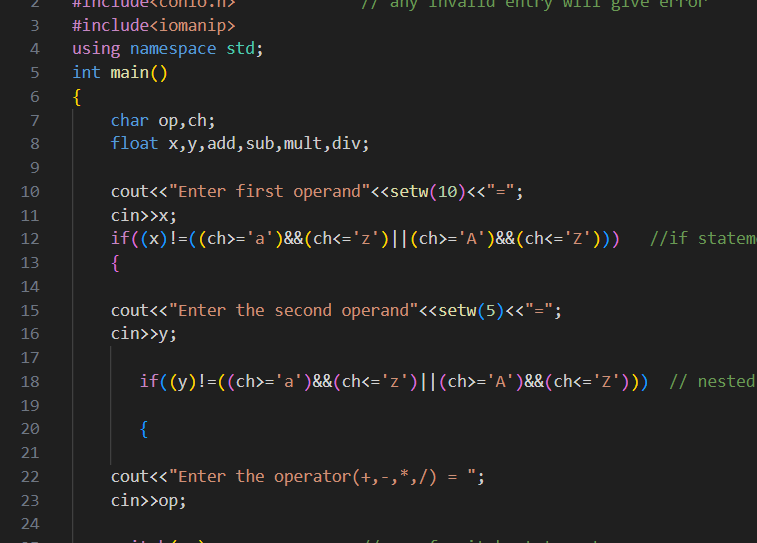 2 #include<conio.h> // any invalid entry will give error
3 #include<iomanip>
4 using namespace std;
5 int main()
6 {
7 char op,ch;
8 float x,y,add,sub,mult,div;
9
10 cout<<"Enter first operand"<<setw(10)<<"=";
11 cin>>x;
12 if((x)!=((ch>='a')&&(ch<='z')||(ch>='A')&&(ch<='Z'))) //if statem
13 {
14
15 cout<<"Enter the second operand"<<setw(5)<<"=";
16 cin>>y;
17
18 if((y)!=((ch>='a')&&(ch<='z')||(ch>='A')&&(ch<='Z'))) // nested
19
20 {
21
22 cout<<"Enter the operator(+,-,*,/) = ";
23 cin>>op;
24